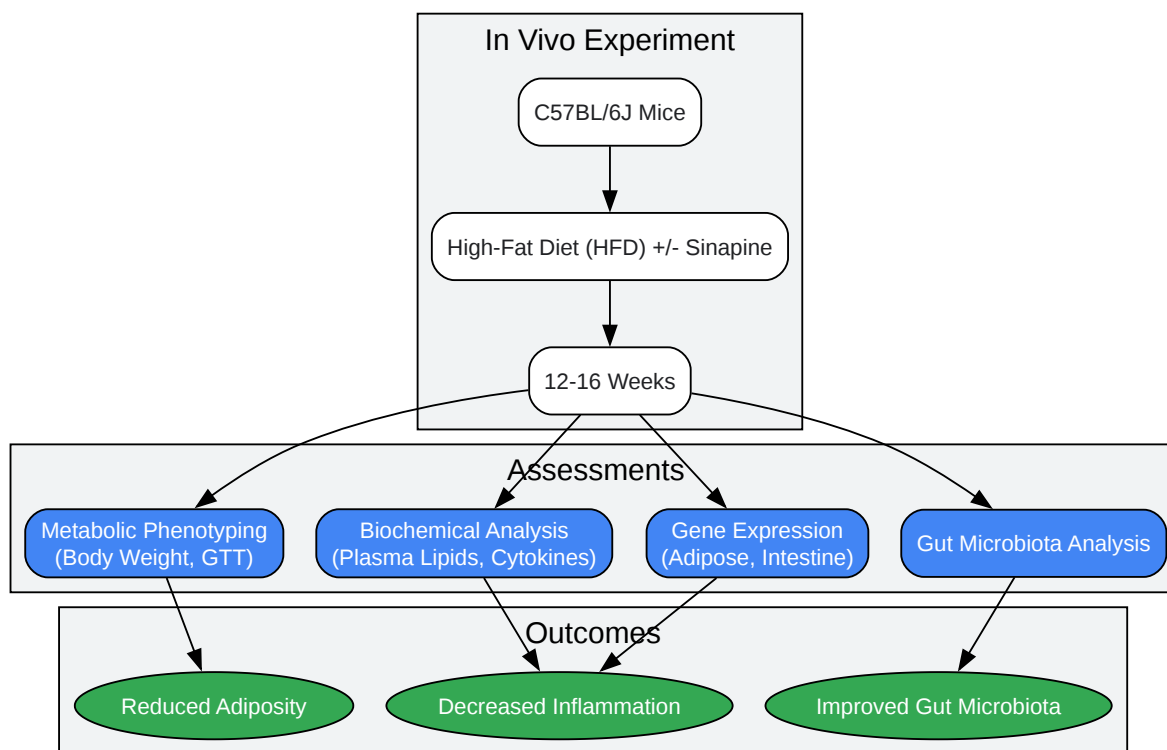 In Vivo Experiment
C57BL/6J Mice
High-Fat Diet (HFD) +/- Sinapine
12-16 Weeks
Assessments
Metabolic Phenotyping
(Body Weight, GTT)
Biochemical Analysis
(Plasma Lipids, Cytokines)
Gene Expression
(Adipose, Intestine)
Gut Microbiota Analysis
Outcomes
Reduced Adiposity
Decreased Inflammation
Improved Gut Microbiota